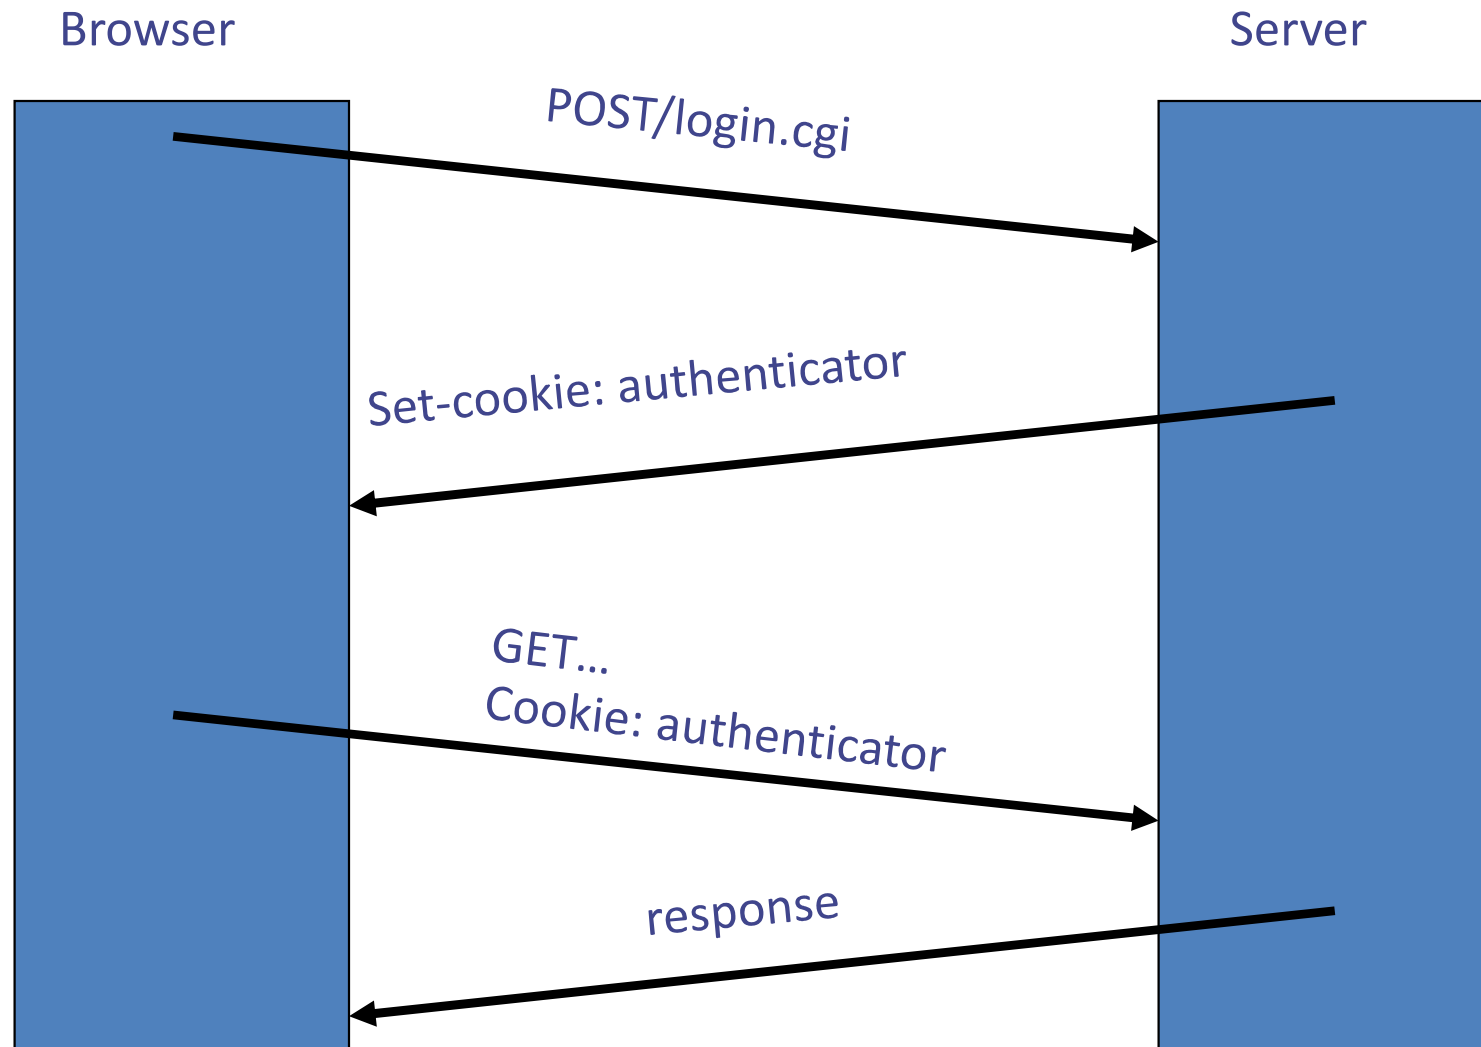 Browser
Server
POST/login.cgi
Set-cookie: authenticator
GET...
Cookie: authenticator
response